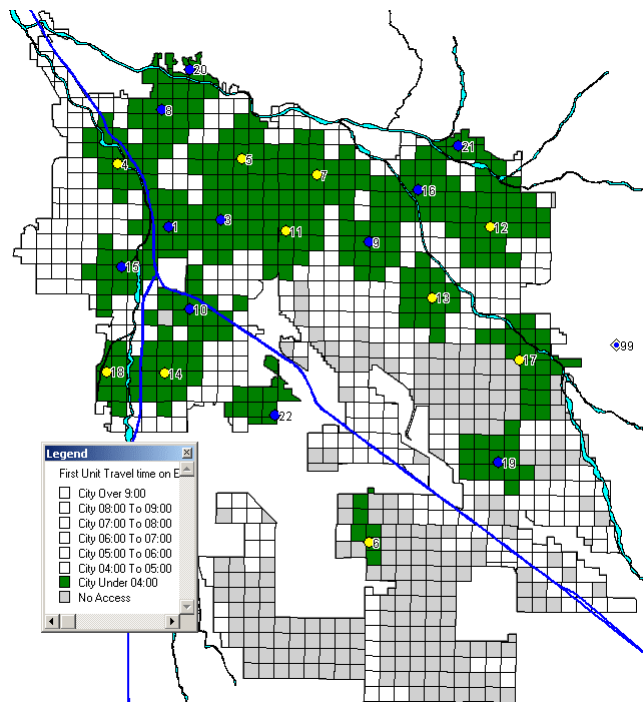 20
8
21
5
4
7
16
3
1
12
11
9
15
13
10
99
17
18
14
22
19
6
Legend
First Unit Travel time on E
City Over 9:00
City 08:00 To 09:00
City 07:00 To 08:00
City 06:00 To 07:00
City 05:00 To 06:00
City 04:00 To 05:00
City Under 04:00
No Access